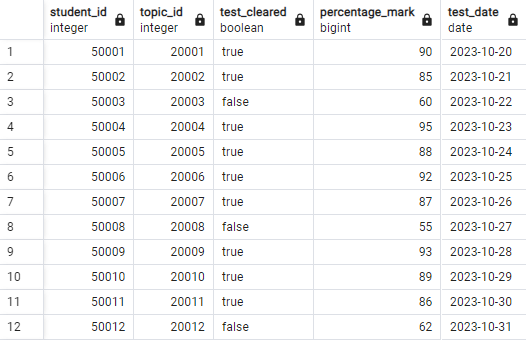 student_id topic_id test_cleared percentage_mark test_date
integer integer boolean bigint date
1 50001 20001 true 90 2023-10-20
2 50002 20002 true 85 2023-10-21
3 50003 20003 false 60 2023-10-22
4 50004 20004 true 95 2023-10-23
5 50005 20005 true 88 2023-10-24
6 50006 20006 true 92 2023-10-25
7 50007 20007 true 87 2023-10-26
8 50008 20008 false 55 2023-10-27
9 50009 20009 true 93 2023-10-28
10 50010 20010 true 89 2023-10-29
11 50011 20011 true 86 2023-10-30
12 50012 20012 false 62 2023-10-31